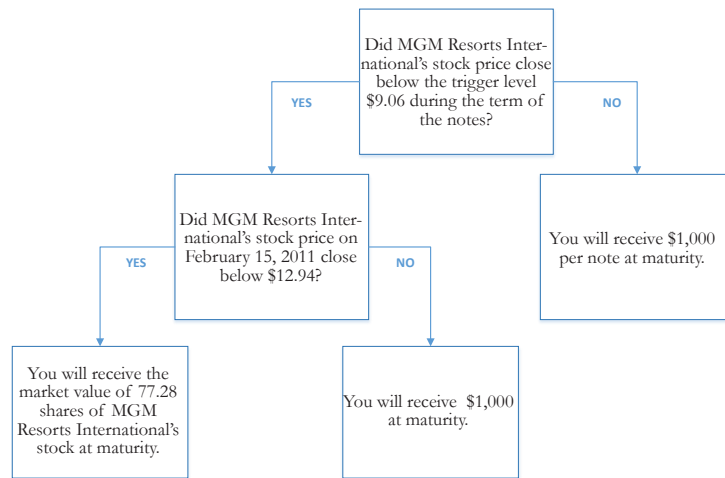 Did MGM Resorts Inter-
national's stock price close
below the trigger level
$9.06 during the term of
the notes?
YES
NO
Did MGM Resorts Inter-
national's stock price on
February 15, 2011 close
below $12.94?
You will receive $1,000
per note at maturity.
YES
NO
You will receive the
market value of 77.28
shares of MGM
Resorts International's
stock at maturity.
You will receive $1,000
at maturity.